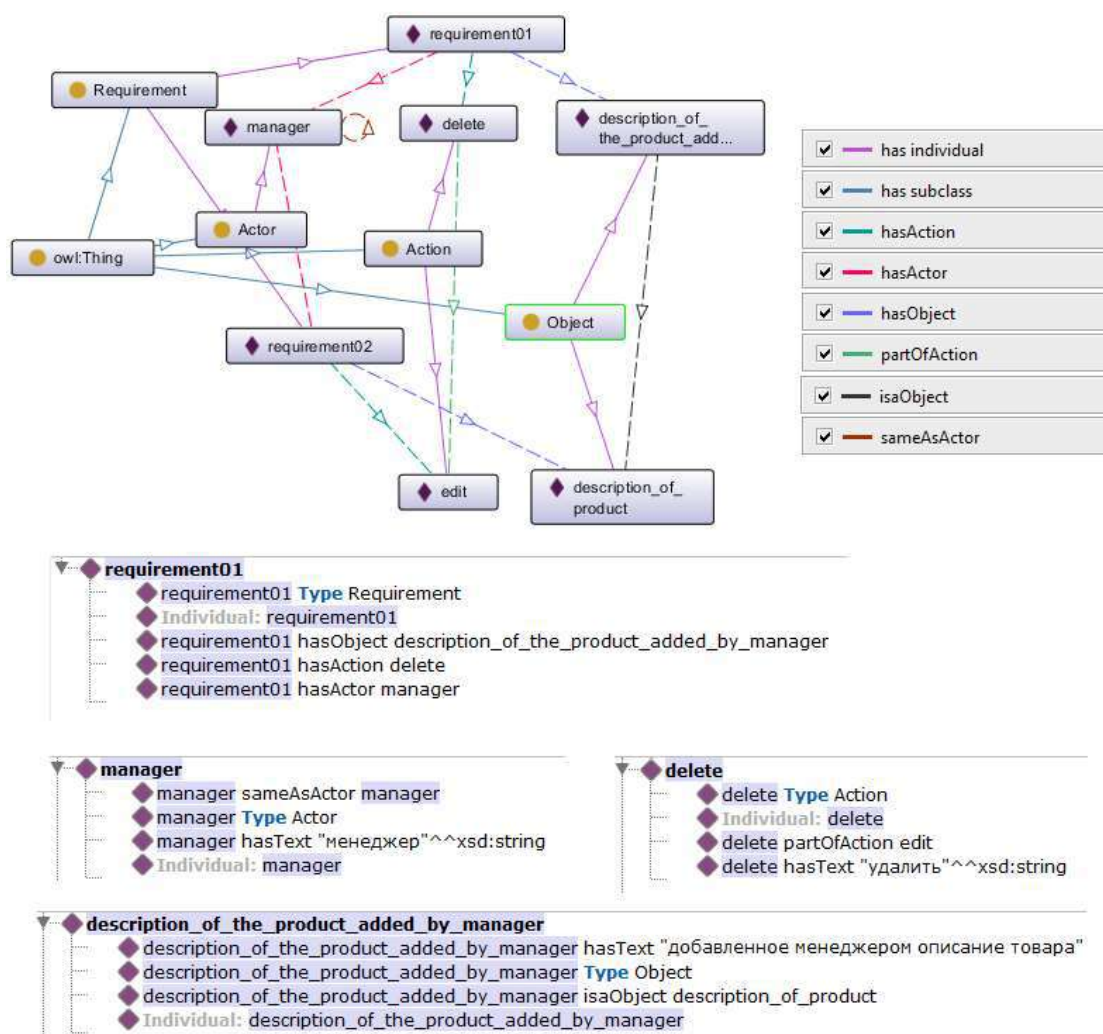 requirement01
Requirement
manager
delete
description_of_
the_product_add...
has individual
has subclass
hasAction
hasActor
hasObject
partOfAction
isaObject
sameAsActor
Actor
Action
owl:Thing
Object
requirement02
edit
description_of_
product
requirement01
requirement01 Type Requirement
Individual: requirement01
requirement01 hasObject description_of_the_product_added_by_manager
requirement01 hasAction delete
requirement01 hasActor manager
manager
manager sameAsActor manager
manager Type Actor
manager hasText "менеджер"^^xsd:string
Individual: manager
delete
delete Type Action
Individual: delete
delete partOfAction edit
delete hasText "удалить"^^xsd:string
description_of_the_product_added_by_manager
description_of_the_product_added_by_manager hasText "добавленное менеджером описание товара"
description_of_the_product_added_by_manager Type Object
description_of_the_product_added_by_manager isaObject description_of_product
Individual: description_of_the_product_added_by_manager